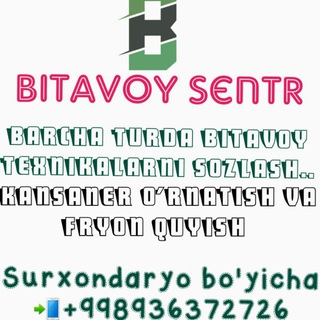 BITAVOY SENTR
BARCHA TURDA BITAVOY
TEXNIKALARNI SOZLASH..
KANSANER O'RNATISH VA
FRYON QUYISH
Surxondaryo bo'yicha
+998936372726